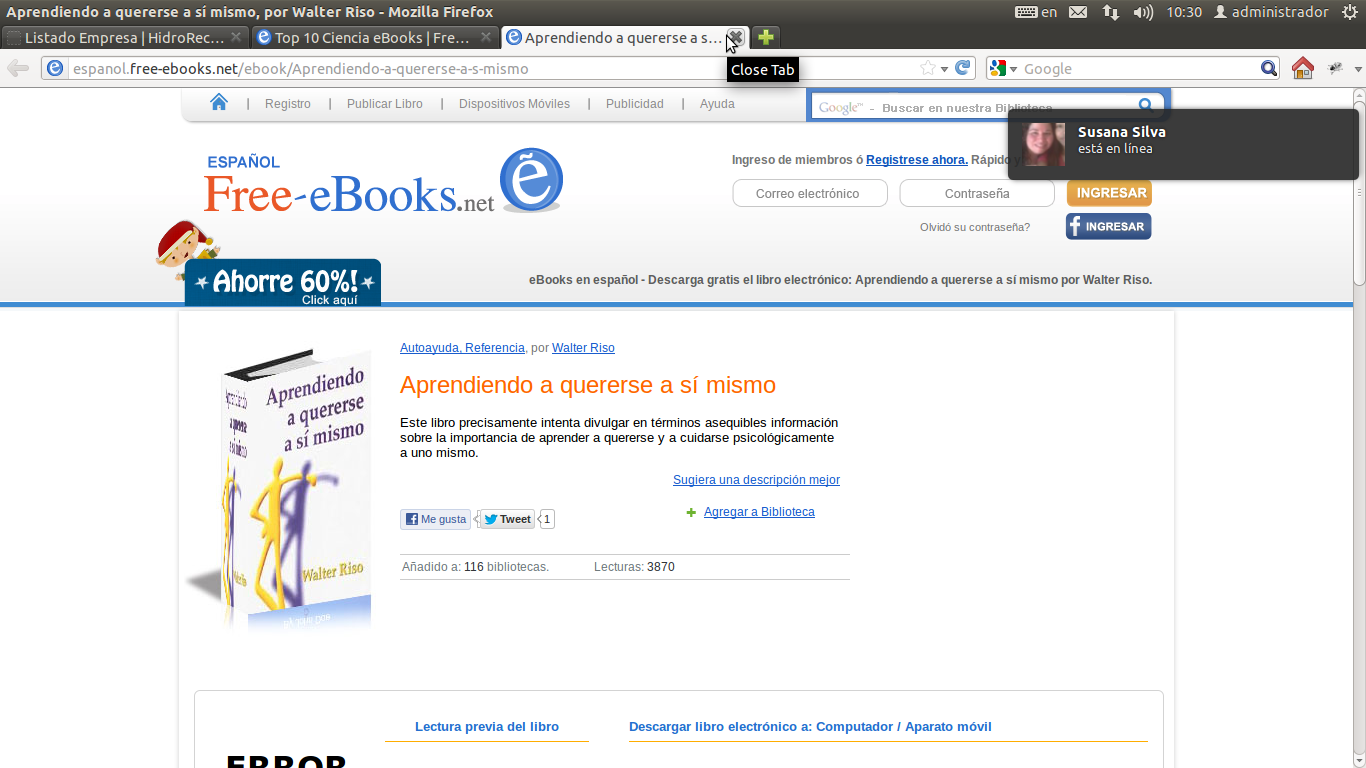 Aprendiendo a quererse a sí mismo, por Walter Riso - Mozilla Firefox
en
10:30
administrador
Listado Empresa | HidroRec...
Top 10 Ciencia eBooks | Fre...
Aprendiendo a quererse a s...
Close Tab
espanol.free-ebooks.net/ebook/Aprendiendo-a-quererse-a-s-mismo
Google
Registro | Publicar Libro | Dispositivos Móviles | Publicidad | Ayuda
Google™ - Buscar en nuestra Biblioteca
Susana Silva
está en línea
ESPAÑOL
Free-eBooks.net
Ingreso de miembros ó Registrese ahora. Rápido y
Correo electrónico
Contraseña
INGRESAR
Olvidó su contraseña?
INGRESAR
Ahorre 60%!
Click aquí
eBooks en español - Descarga gratis el libro electrónico: Aprendiendo a quererse a sí mismo por Walter Riso.
Aprendiendo
a quererse
a sí mismo
Walter Riso
Autoayuda, Referencia, por Walter Riso
Aprendiendo a quererse a sí mismo
Este libro precisamente intenta divulgar en términos asequibles información
sobre la importancia de aprender a quererse y a cuidarse psicológicamente
a uno mismo.
Sugiera una descripción mejor
Me gusta
Tweet
1
Agregar a Biblioteca
Añadido a: 116 bibliotecas.
Lecturas: 3870
Lectura previa del libro
Descargar libro electrónico a: Computador / Aparato móvil
ERROR